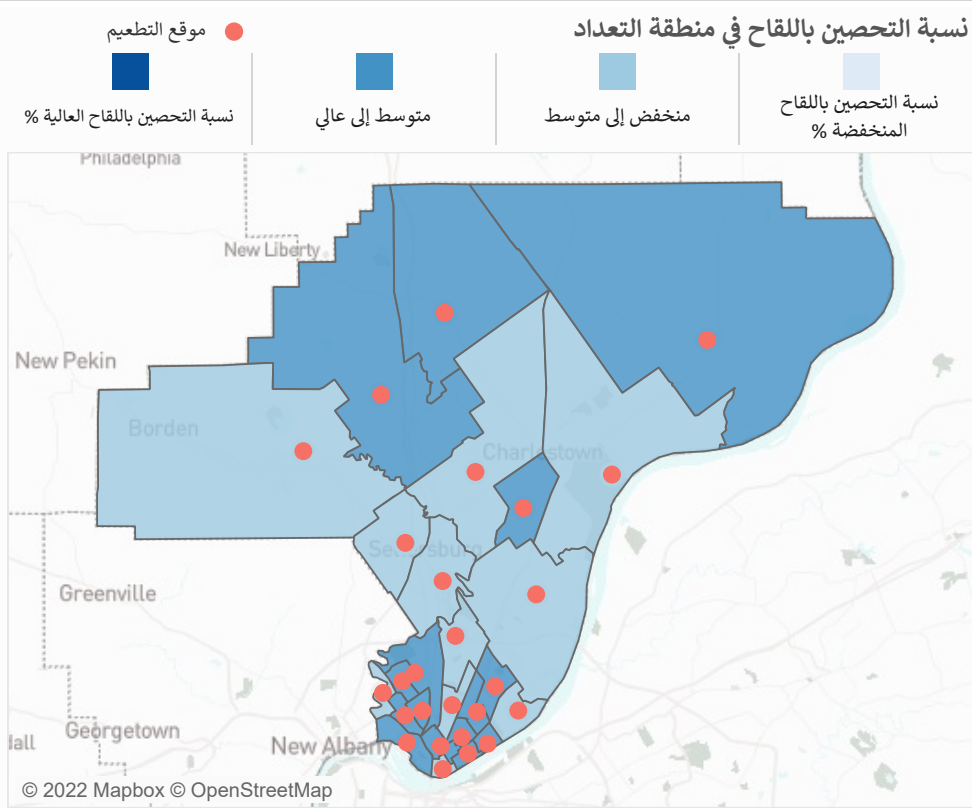 نسبة التحصين باللقاح في منطقة التعداد
موقع التطعيم
نسبة التحصين باللقاح
المنخفضة %
منخفض إلى متوسط
متوسط إلى عالي
نسبة التحصين باللقاح العالية %
Philadelphia
New Liberty
New Pekin
Borden
Charlestown
Sellersburg
Greenville
Georgetown
New Albany
© 2022 Mapbox © OpenStreetMap